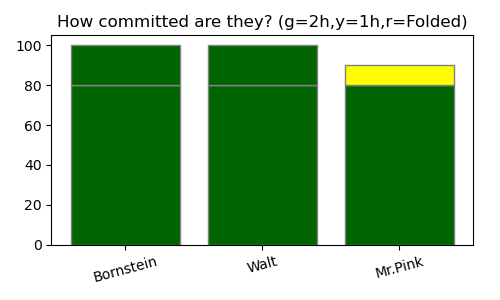 How committed are they? (g=2h,y=1h,r=Folded)
100
80
60
40
20
0
Bornstein
Walt
Mr.Pink